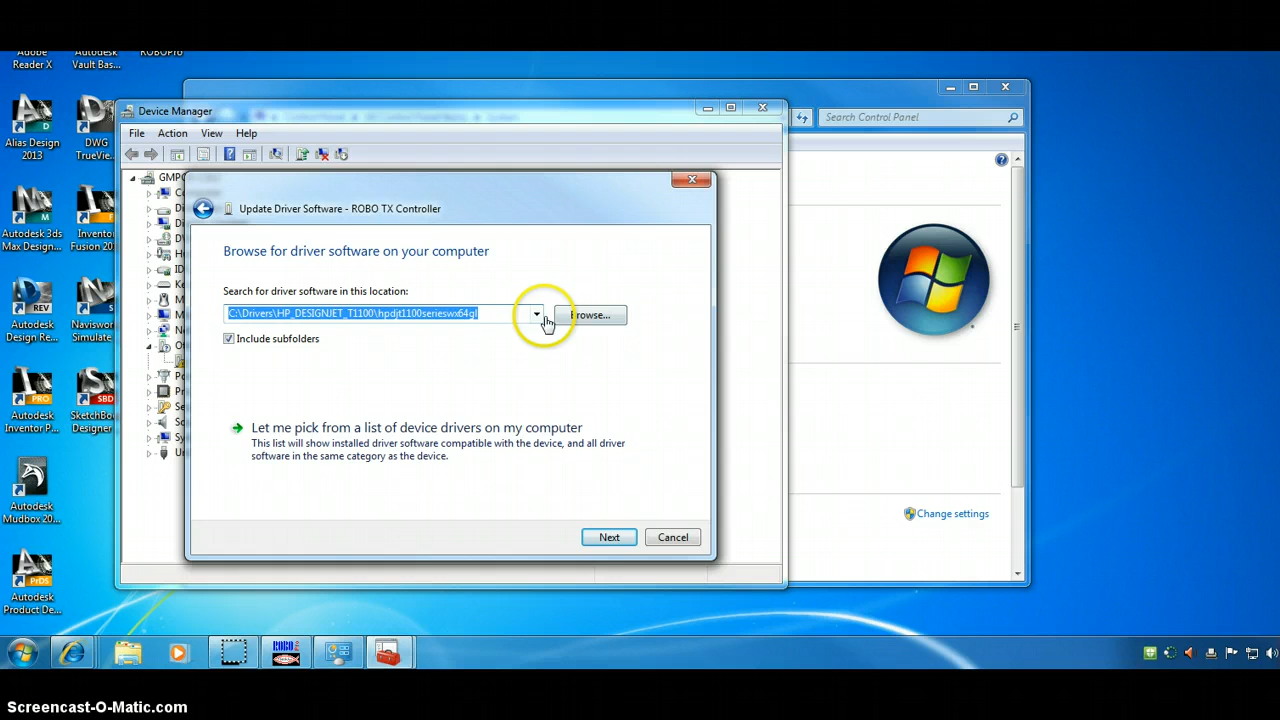 Adobe
Reader X
Autodesk
Vault Bas...
ROBOPro
Alias Design
2013
DWG
TrueVie...
Autodesk 3ds
Max Design...
Inventor
Fusion 20...
Autodesk
Design Re...
Naviswor
Simulate
Autodesk
Inventor P...
SketchBoo
Designer
Autodesk
Mudbox 20...
Autodesk
Product De...
Search Control Panel
Device Manager
File Action View Help
GMPC
Update Driver Software - ROBO TX Controller
Browse for driver software on your computer
Search for driver software in this location:
C:\Drivers\HP_DESIGNJET_T1100\hpdjt1100serieswx64gl
Browse...
Include subfolders
Let me pick from a list of device drivers on my computer
This list will show installed driver software compatible with the device, and all driver
software in the same category as the device.
Next
Cancel
Change settings
ROBO
Screencast-O-Matic.com